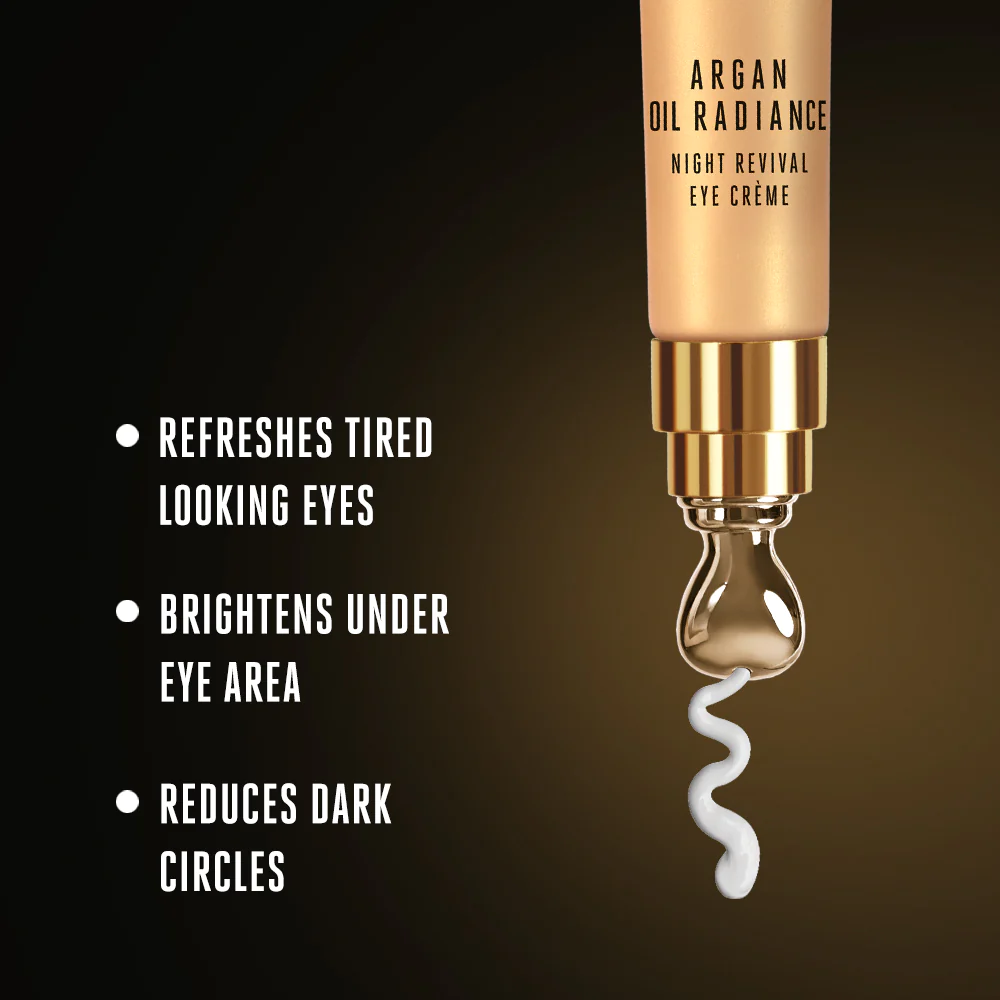 ARGAN
OIL RADIANCE
NIGHT REVIVAL
EYE CRÈME
REFRESHES TIRED
LOOKING EYES
BRIGHTENS UNDER
EYE AREA
REDUCES DARK
CIRCLES